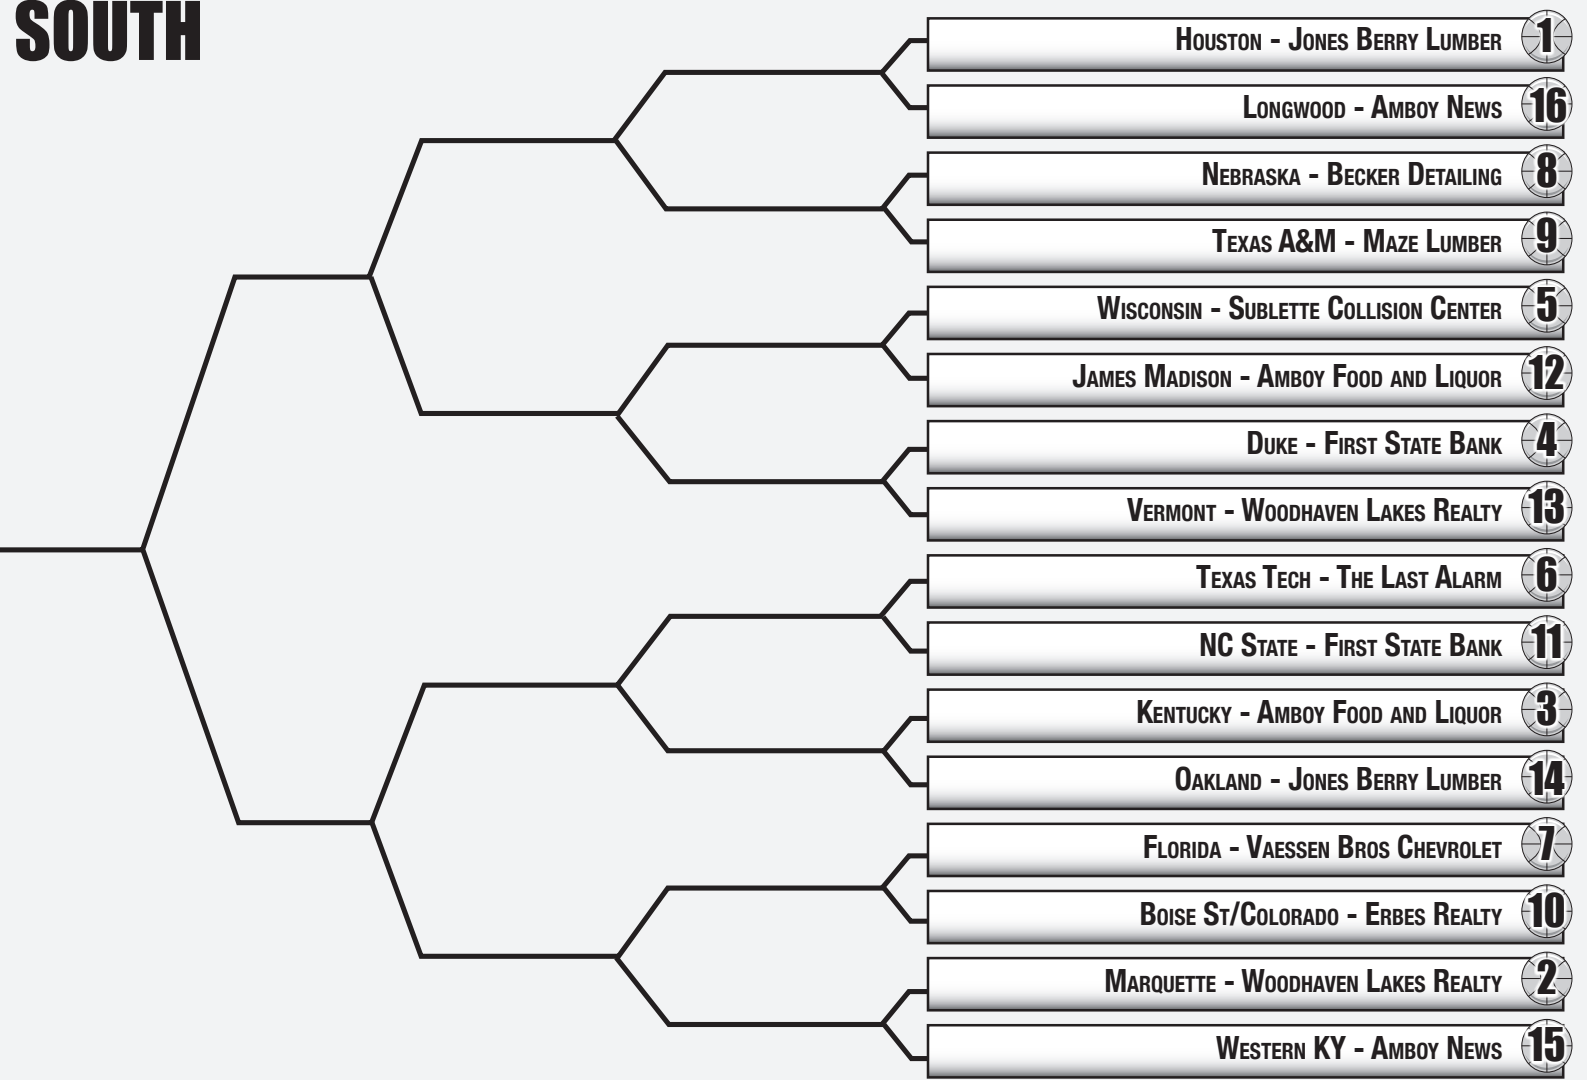 SOUTH
Houston - Jones Berry Lumber 1
Longwood - Amboy News 16
Nebraska - Becker Detailing 8
Texas A&M - Maze Lumber 9
Wisconsin - Sublette Collision Center 5
James Madison - Amboy Food and Liquor 12
Duke - First State Bank 4
Vermont - Woodhaven Lakes Realty 13
Texas Tech - The Last Alarm 6
NC State - First State Bank 11
Kentucky - Amboy Food and Liquor 3
Oakland - Jones Berry Lumber 14
Florida - Vaessen Bros Chevrolet 7
Boise St/Colorado - Erbes Realty 10
Marquette - Woodhaven Lakes Realty 2
Western KY - Amboy News 15